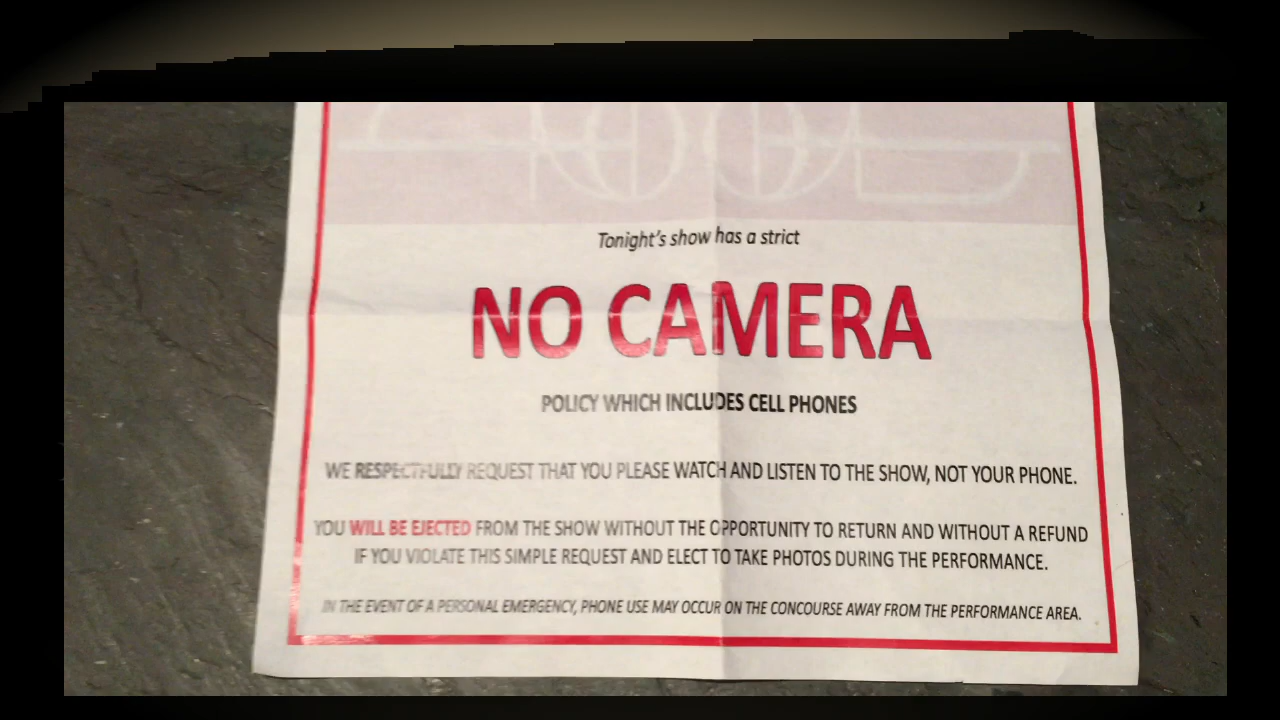 Tonight's show has a strict
NO CAMERA
POLICY WHICH INCLUDES CELL PHONES
WE RESPECTFULLY REQUEST THAT YOU PLEASE WATCH AND LISTEN TO THE SHOW, NOT YOUR PHONE.
YOU WILL BE EJECTED FROM THE SHOW WITHOUT THE OPPORTUNITY TO RETURN AND WITHOUT A REFUND
IF YOU VIOLATE THIS SIMPLE REQUEST AND ELECT TO TAKE PHOTOS DURING THE PERFORMANCE.
IN THE EVENT OF A PERSONAL EMERGENCY, PHONE USE MAY OCCUR ON THE CONCOURSE AWAY FROM THE PERFORMANCE AREA.